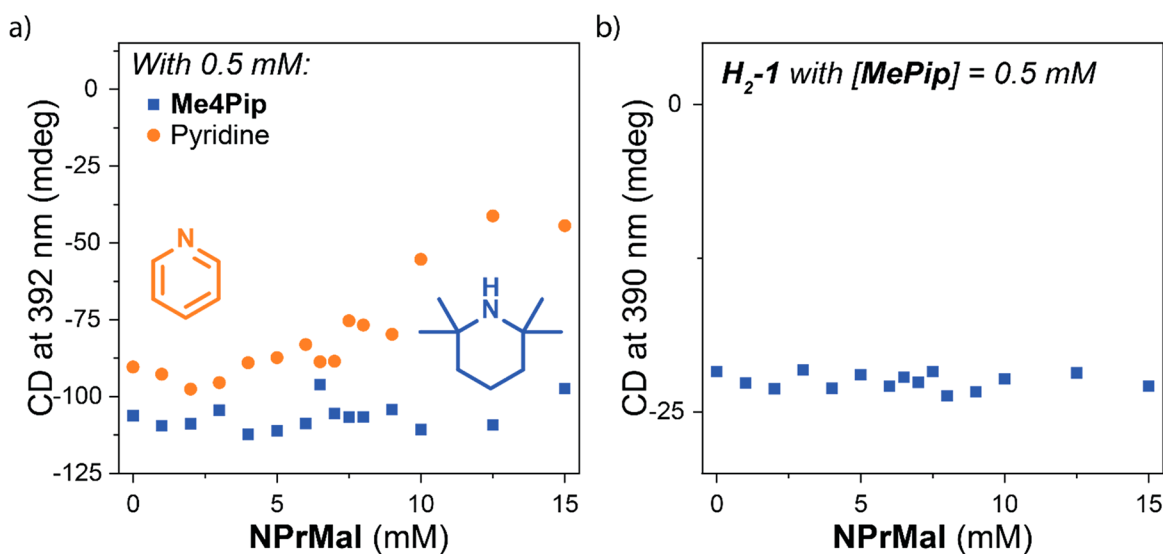 a)
With 0.5 mM:
Me4Pip
Pyridine
0
-25
-50
-75
-100
-125
CD at 392 nm (mdeg)
N
H
N
0
5
10
15
NPrMal (mM)
b)
H₂-1 with [MePip] = 0.5 mM
0
-25
CD at 390 nm (mdeg)
0
5
10
15
NPrMal (mM)